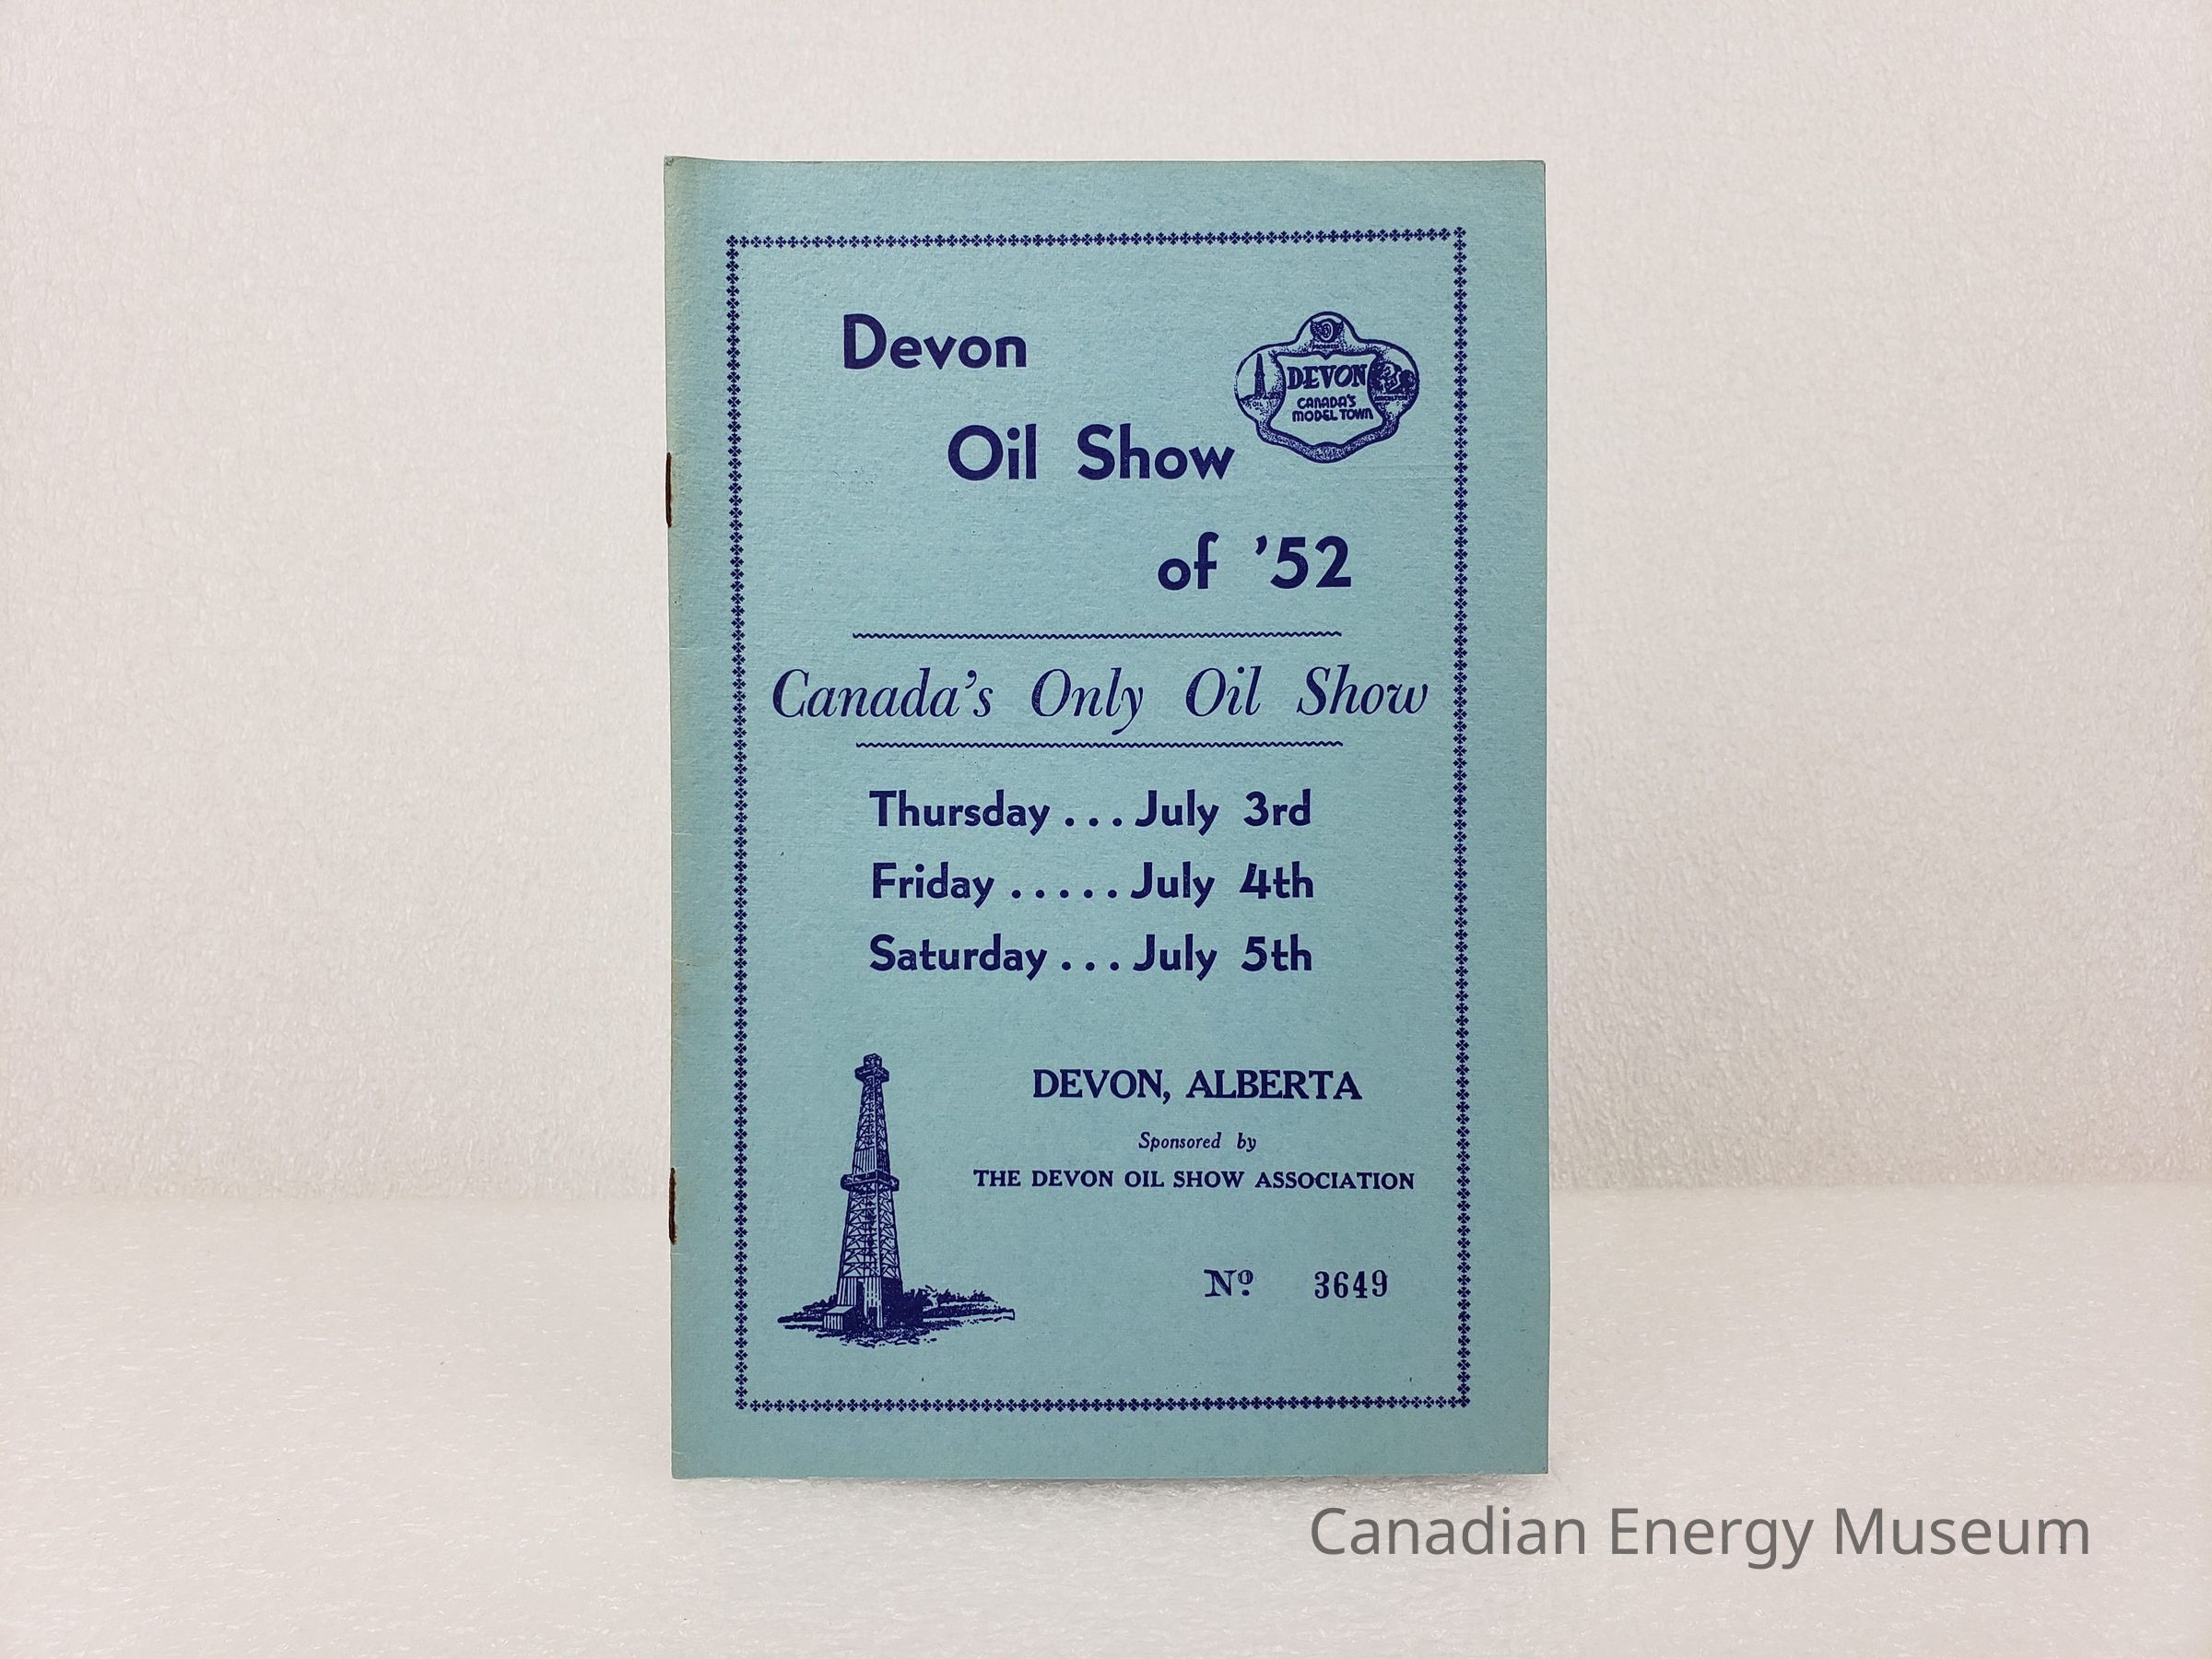 Devon
Oil Show
of '52
DEVON
CANADA'S
MODEL TOWN
OIL
Canada's Only Oil Show
Thursday . . . July 3rd
Friday . . . . . July 4th
Saturday . . . July 5th
DEVON, ALBERTA
Sponsored by
THE DEVON OIL SHOW ASSOCIATION
Nº 3649
Canadian Energy Museum